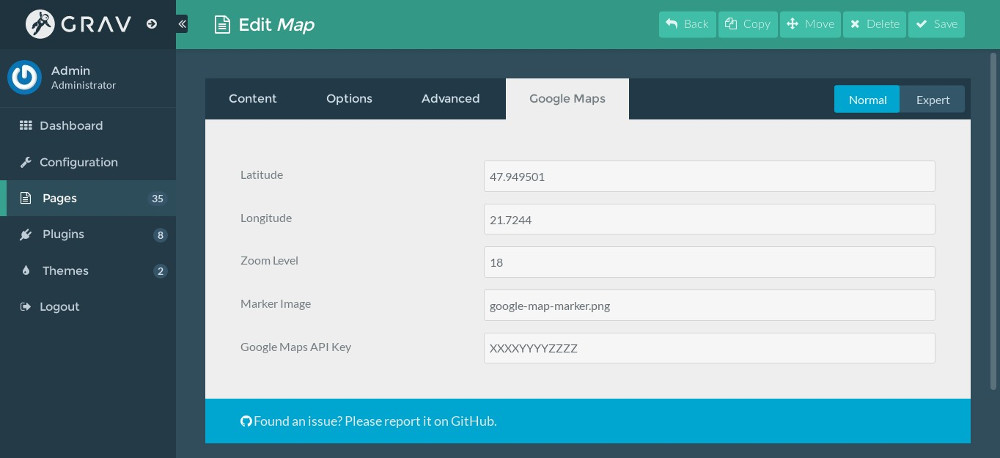 GRAV
Edit Map
Back
Copy
Move
Delete
Save
Admin
Administrator
Dashboard
Configuration
Pages 35
Plugins 8
Themes 2
Logout
Content
Options
Advanced
Google Maps
Normal
Expert
Latitude 47.949501
Longitude 21.7244
Zoom Level 18
Marker Image google-map-marker.png
Google Maps API Key XXXXYYYYZZZZ
Found an issue? Please report it on GitHub.